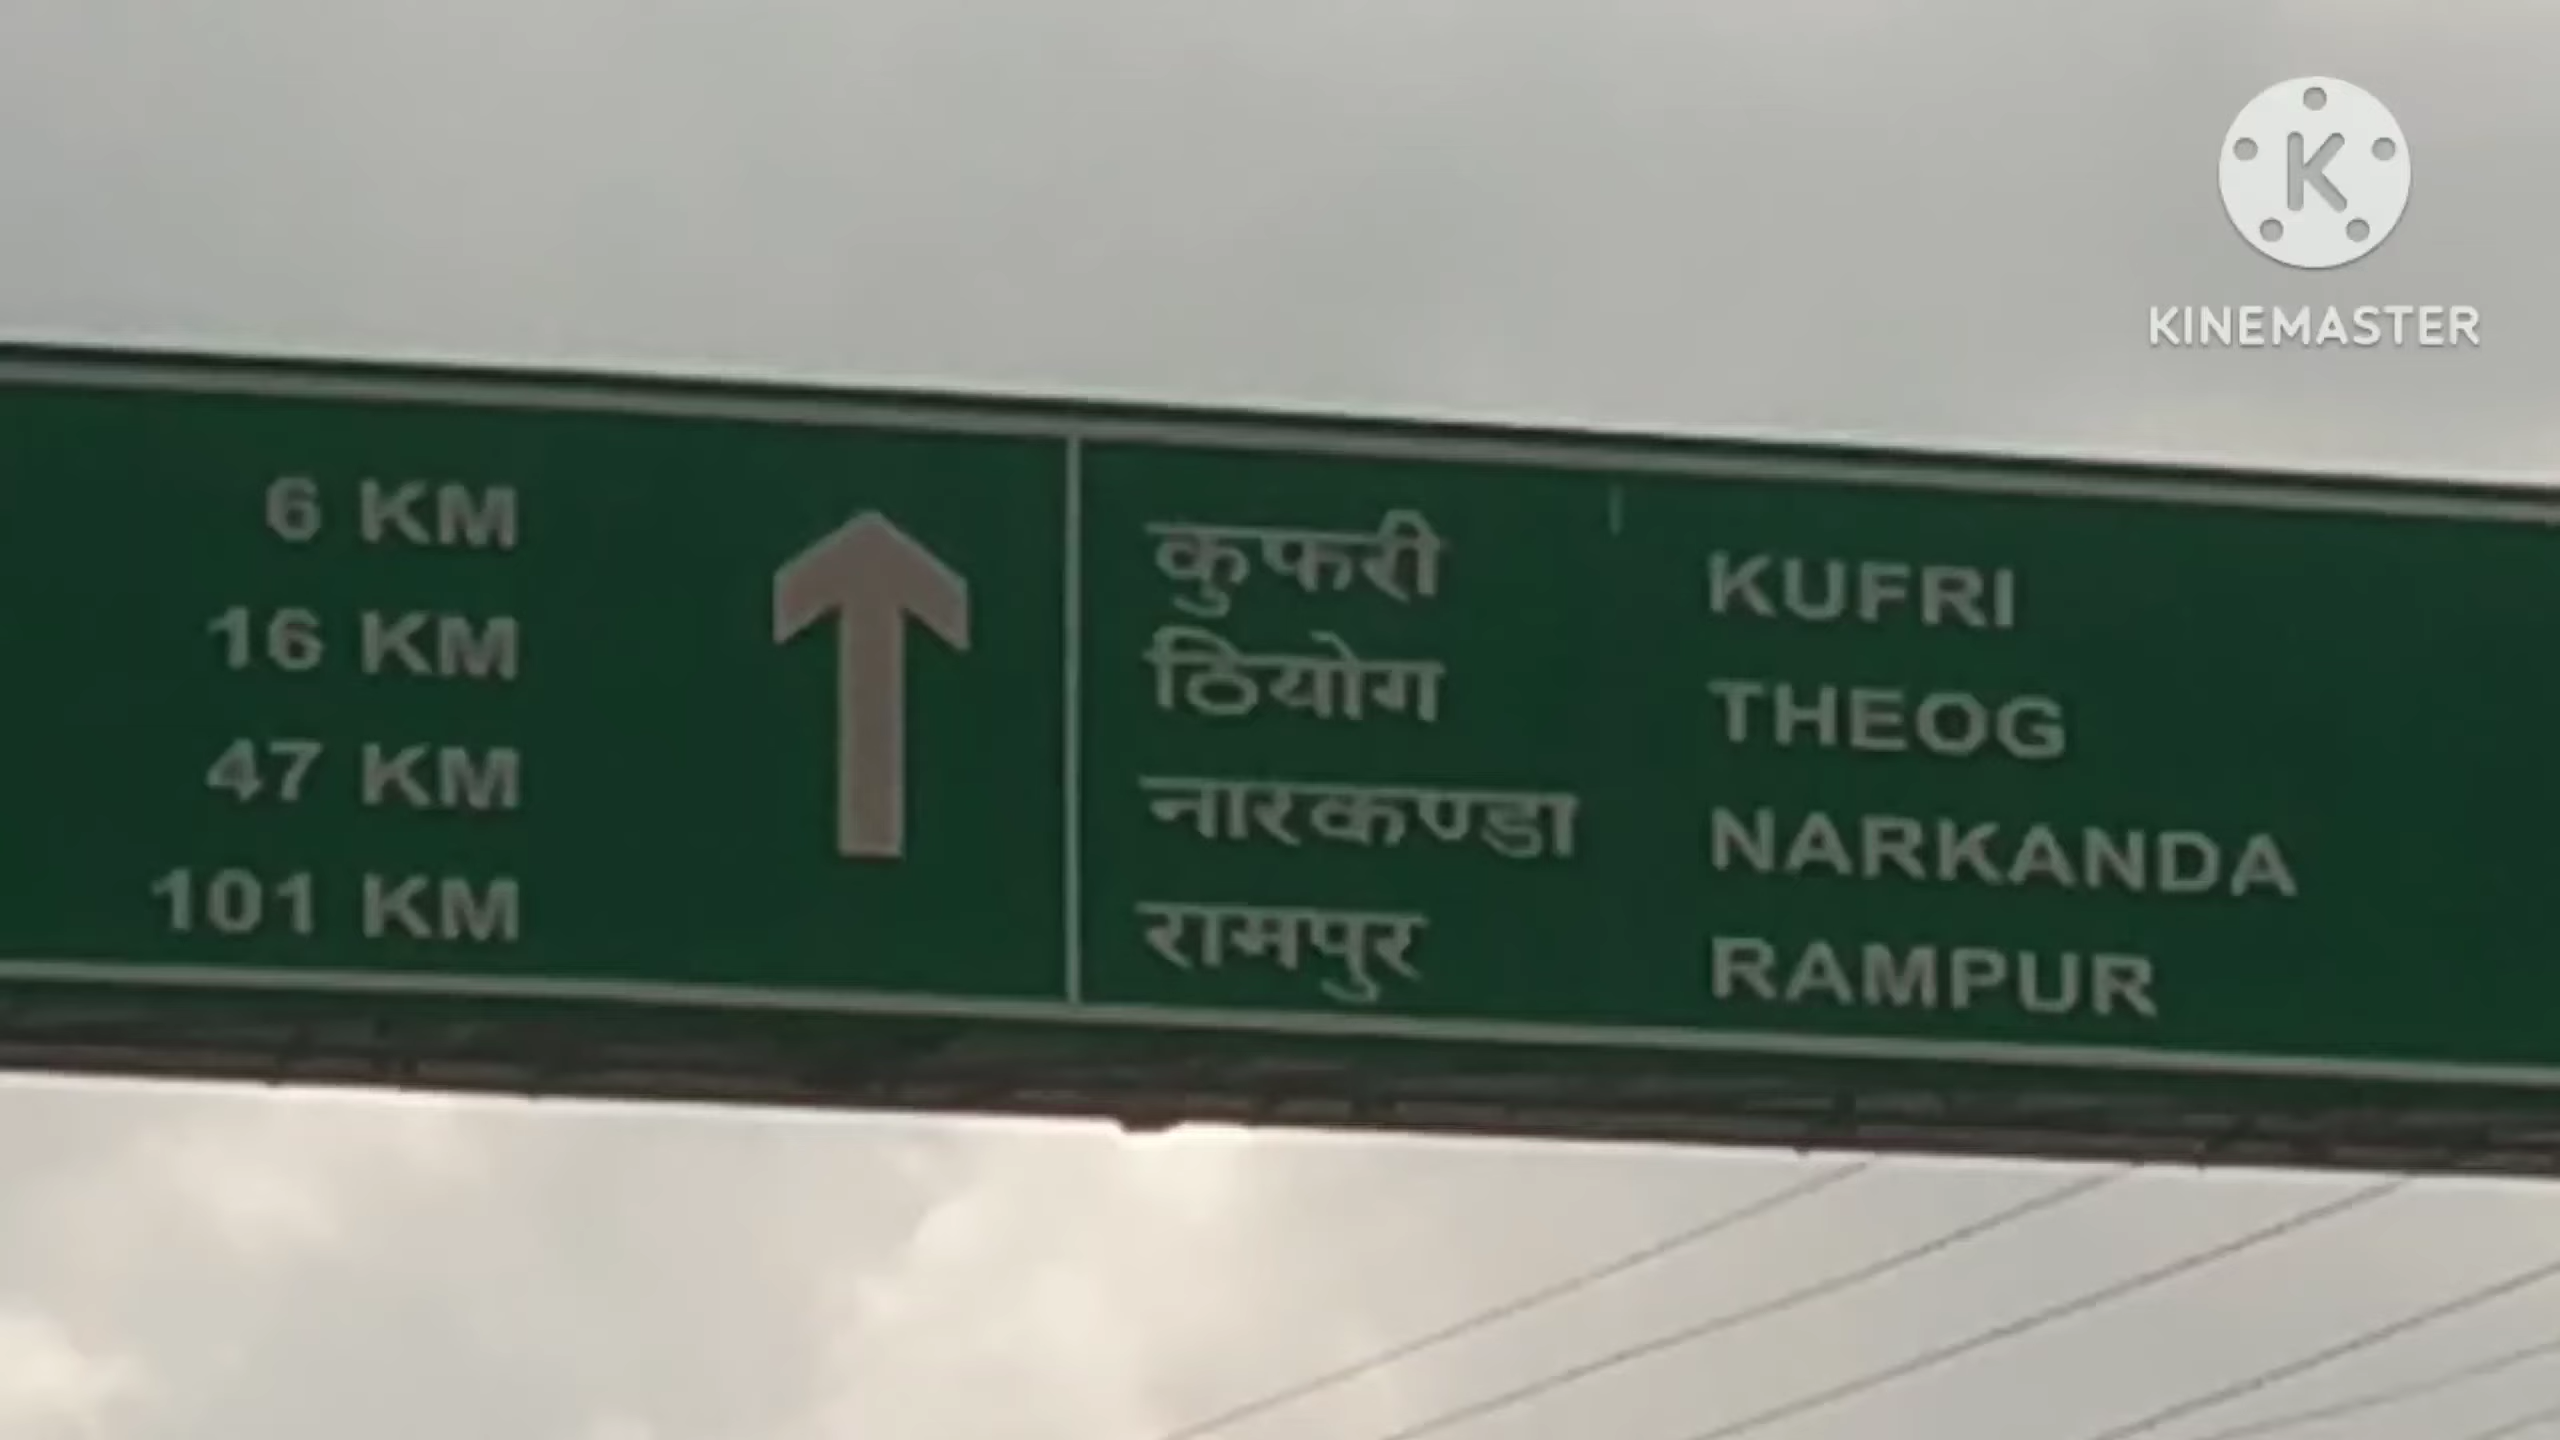 K
KINEMASTER
6 KM कुफरी KUFRI
16 KM ठियोग THEOG
47 KM नारकण्डा NARKANDA
101 KM रामपुर RAMPUR